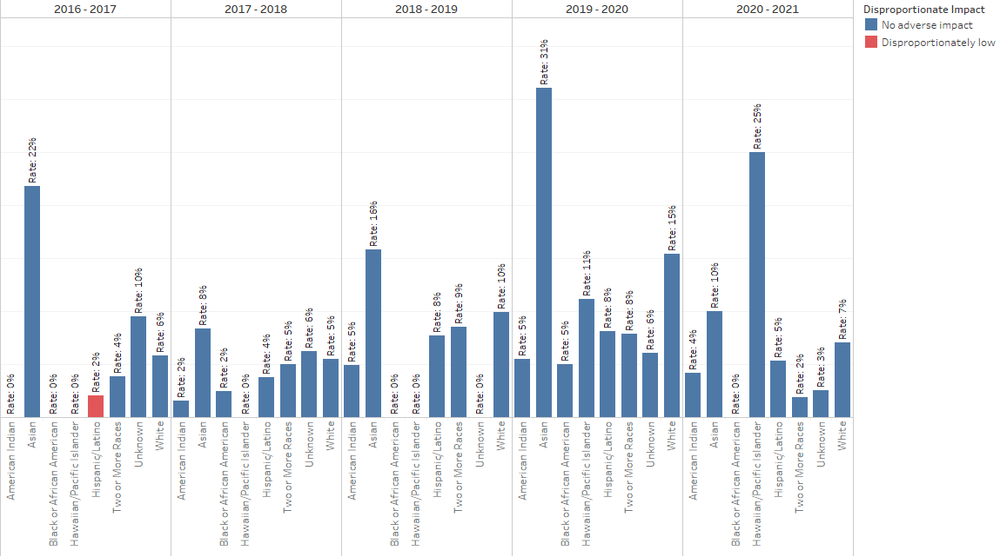 2016 - 2017
2017 - 2018
2018 - 2019
2019 - 2020
2020 - 2021
Disproportionate Impact
No adverse impact
Disproportionately low
Rate: 0%
Rate: 22%
Rate: 0%
Rate: 0%
Rate: 2%
Rate: 4%
Rate: 10%
Rate: 6%
Rate: 2%
Rate: 8%
Rate: 2%
Rate: 0%
Rate: 4%
Rate: 5%
Rate: 6%
Rate: 5%
Rate: 5%
Rate: 16%
Rate: 0%
Rate: 0%
Rate: 8%
Rate: 9%
Rate: 0%
Rate: 10%
Rate: 5%
Rate: 31%
Rate: 5%
Rate: 11%
Rate: 8%
Rate: 8%
Rate: 6%
Rate: 15%
Rate: 4%
Rate: 10%
Rate: 0%
Rate: 25%
Rate: 5%
Rate: 2%
Rate: 3%
Rate: 7%
American Indian
Asian
Black or African American
Hawaiian/Pacific Islander
Hispanic/Latino
Two or More Races
Unknown
White
American Indian
Asian
Black or African American
Hawaiian/Pacific Islander
Hispanic/Latino
Two or More Races
Unknown
White
American Indian
Asian
Black or African American
Hawaiian/Pacific Islander
Hispanic/Latino
Two or More Races
Unknown
White
American Indian
Asian
Black or African American
Hawaiian/Pacific Islander
Hispanic/Latino
Two or More Races
Unknown
White
American Indian
Asian
Black or African American
Hawaiian/Pacific Islander
Hispanic/Latino
Two or More Races
Unknown
White